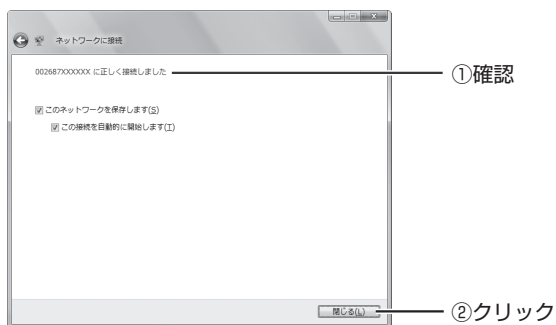 ネットワークに接続
002687XXXXXX に正しく接続しました
①確認
このネットワークを保存します(S)
この接続を自動的に開始します(T)
閉じる(L)
②クリック